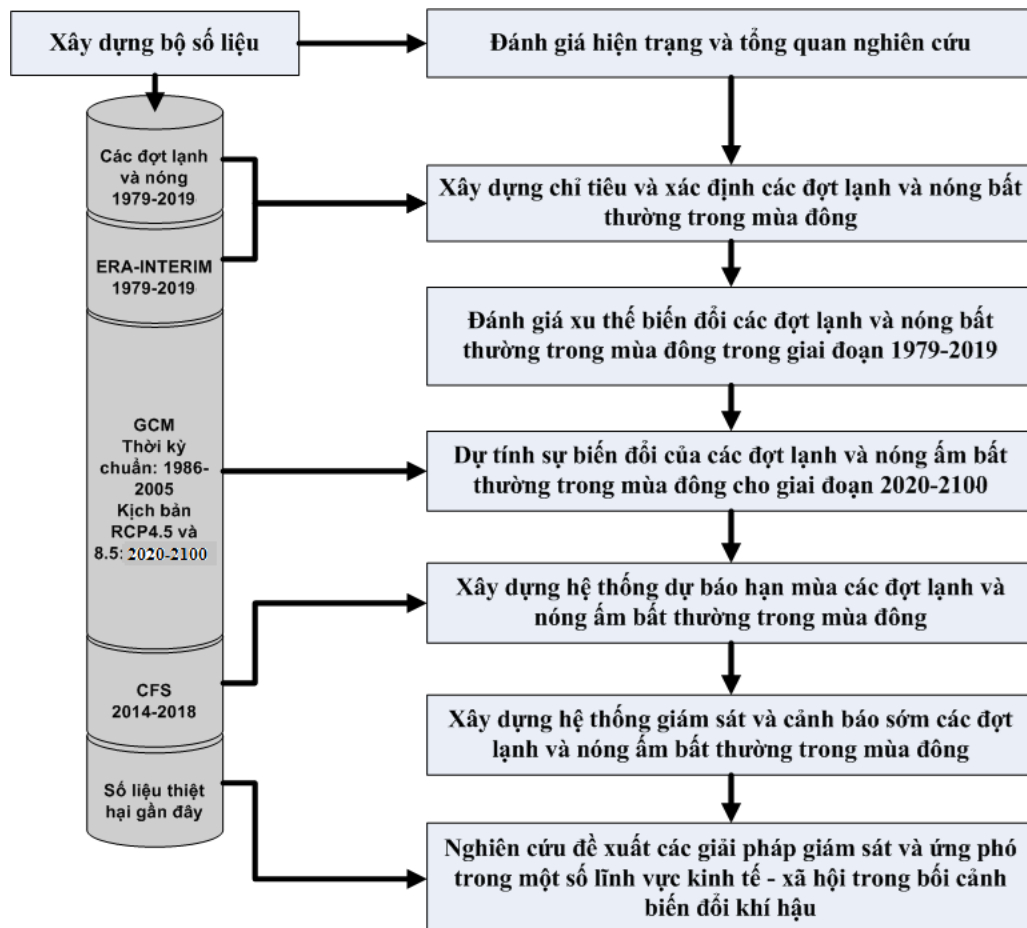 Xây dựng bộ số liệu
Đánh giá hiện trạng và tổng quan nghiên cứu
Các đợt lạnh
và nóng
1979-2019
ERA-INTERIM
1979-2019
GCM
Thời kỳ
chuẩn: 1986-
2005
Kịch bản
RCP4.5 và
8.5: 2020-2100
CFS
2014-2018
Số liệu thiệt
hại gần đây
Xây dựng chỉ tiêu và xác định các đợt lạnh và nóng bất
thường trong mùa đông
Đánh giá xu thế biến đổi các đợt lạnh và nóng bất
thường trong mùa đông trong giai đoạn 1979-2019
Dự tính sự biến đổi của các đợt lạnh và nóng ấm bất
thường trong mùa đông cho giai đoạn 2020-2100
Xây dựng hệ thống dự báo hạn mùa các đợt lạnh và
nóng ấm bất thường trong mùa đông
Xây dựng hệ thống giám sát và cảnh báo sớm các đợt
lạnh và nóng ấm bất thường trong mùa đông
Nghiên cứu đề xuất các giải pháp giám sát và ứng phó
trong một số lĩnh vực kinh tế - xã hội trong bối cảnh
biến đổi khí hậu